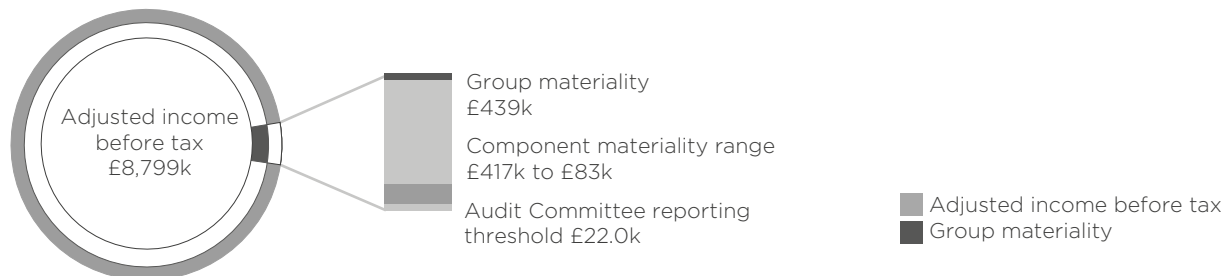 Adjusted income
before tax
£8,799k
Group materiality
£439k
Component materiality range
£417k to £83k
Audit Committee reporting
threshold £22.0k
Adjusted income before tax
Group materiality